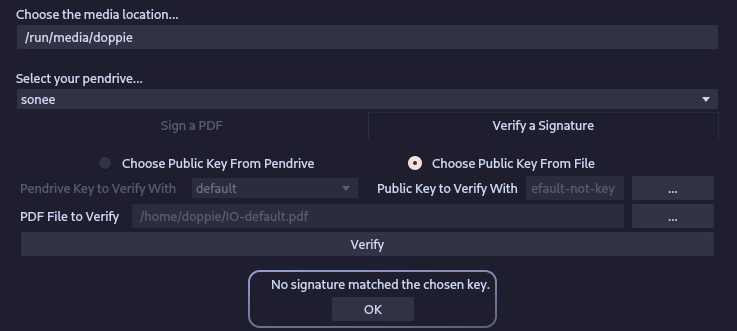 Choose the media location...
/run/media/doppie
Select your pendrive...
sonee
Sign a PDF Verify a Signature
Choose Public Key From Pendrive Choose Public Key From File
Pendrive Key to Verify With default Public Key to Verify With efault-not-key ...
PDF File to Verify /home/doppie/IO-default.pdf ...
Verify
No signature matched the chosen key.
OK